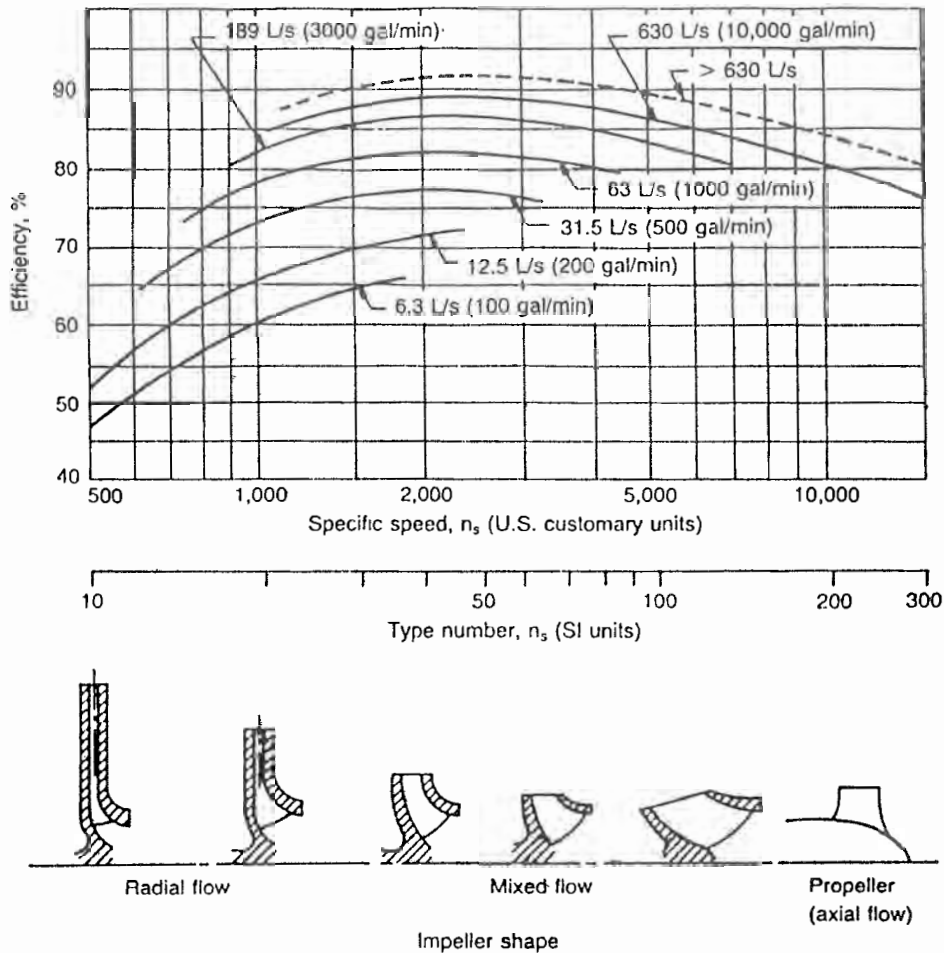 189 L/s (3000 gal/min)
630 L/s (10,000 gal/min)
> 630 L/s
90
80
63 L/s (1000 gal/min)
31.5 L/s (500 gal/min)
70
12.5 L/s (200 gal/min)
6.3 L/s (100 gal/min)
60
50
40
Efficiency, %
500 1,000 2,000 5,000 10,000
Specific speed, ns (U.S. customary units)
10 50 100 200 300
Type number, ns (SI units)
Radial flow Mixed flow Propeller
(axial flow)
Impeller shape